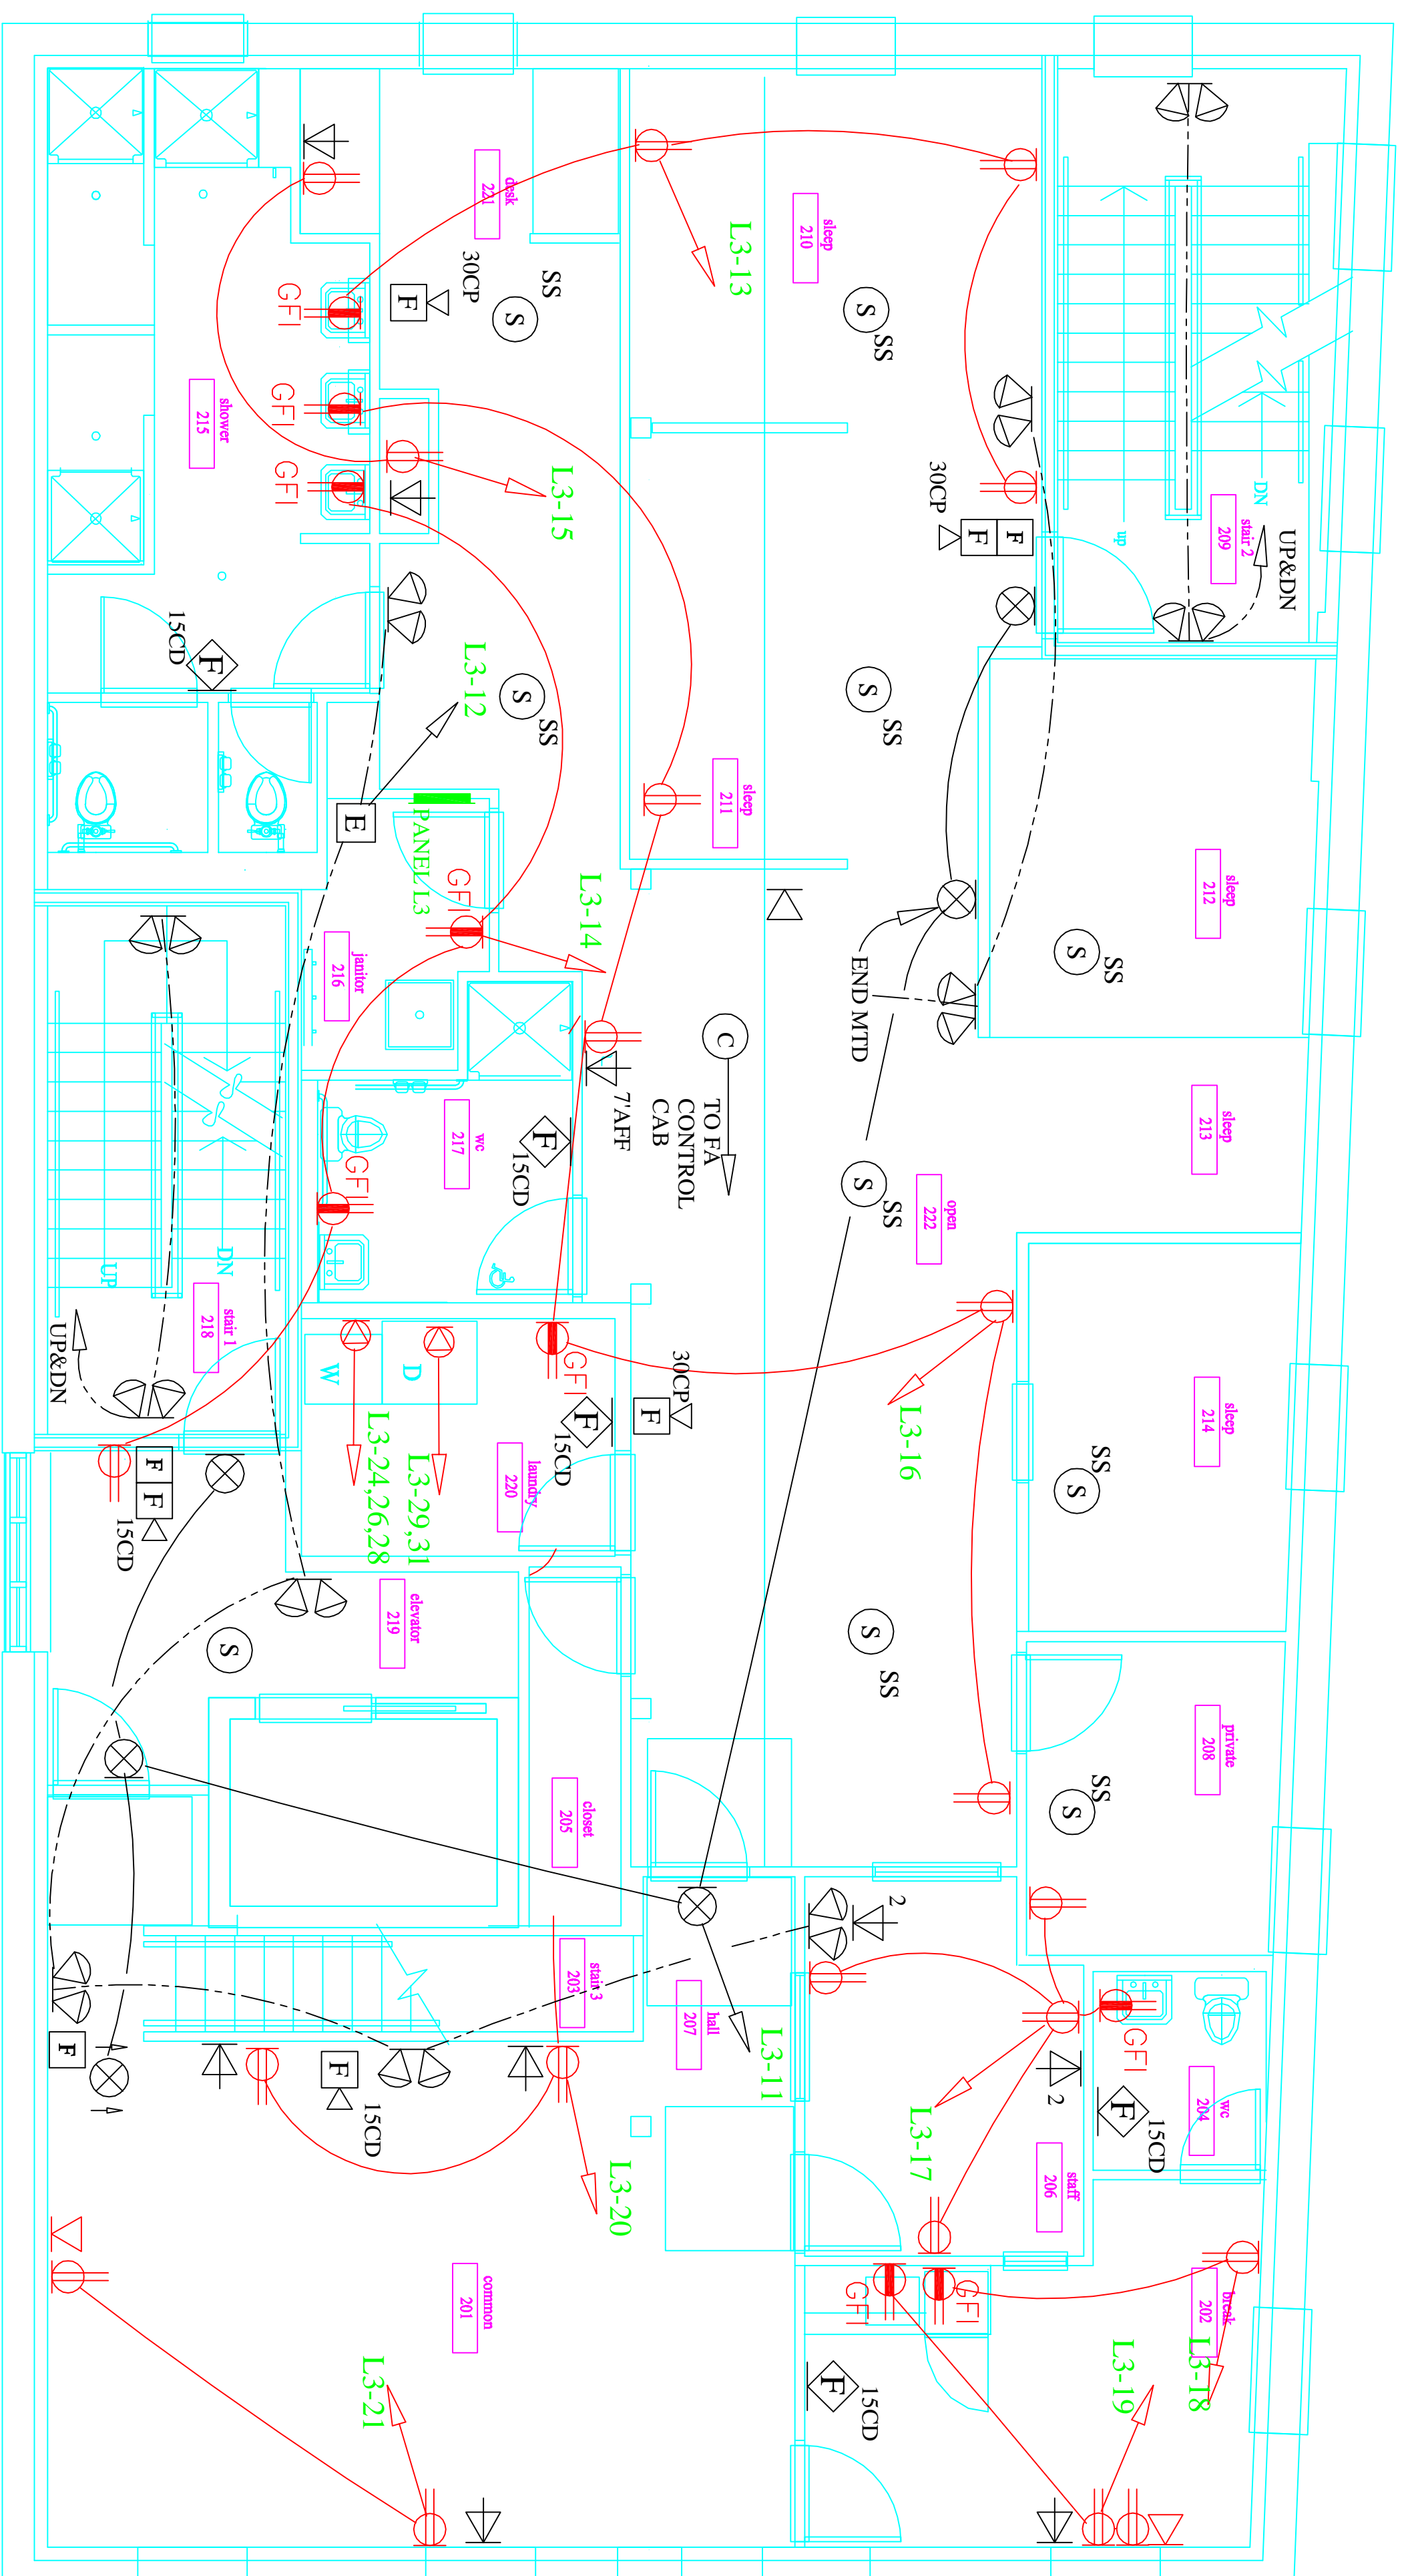 UP&DN
DN
stair 2
209
up
30CP
F
F
L3-13
sleep
210
S
SS
desk
221
30CP
F
SS
S
GFI
GFI
GFI
L3-15
shower
215
15CD
F
L3-12
S
SS
S
SS
sleep
211
E
PANEL L3
GFI
L3-14
janitor
216
END MTD
sleep
212
S
SS
C
TO FA
CONTROL
CAB
7'AFF
F
15CD
wc
217
GFI
sleep
213
open
222
S
SS
DN
UP
stair 1
218
UP&DN
W
D
GFI
F
15CD
30CP
F
L3-24,26,28
L3-29,31
laundry
220
L3-16
sleep
214
SS
S
F
F
15CD
elevator
219
S
S
SS
private
208
SS
S
closet
205
stair 3
203
hall
207
L3-11
2
F
F
15CD
L3-20
GFI
2
F
15CD
wc
204
L3-17
staff
206
break
202
GFI
GFI
common
201
L3-21
L3-19
L3-18
F
15CD